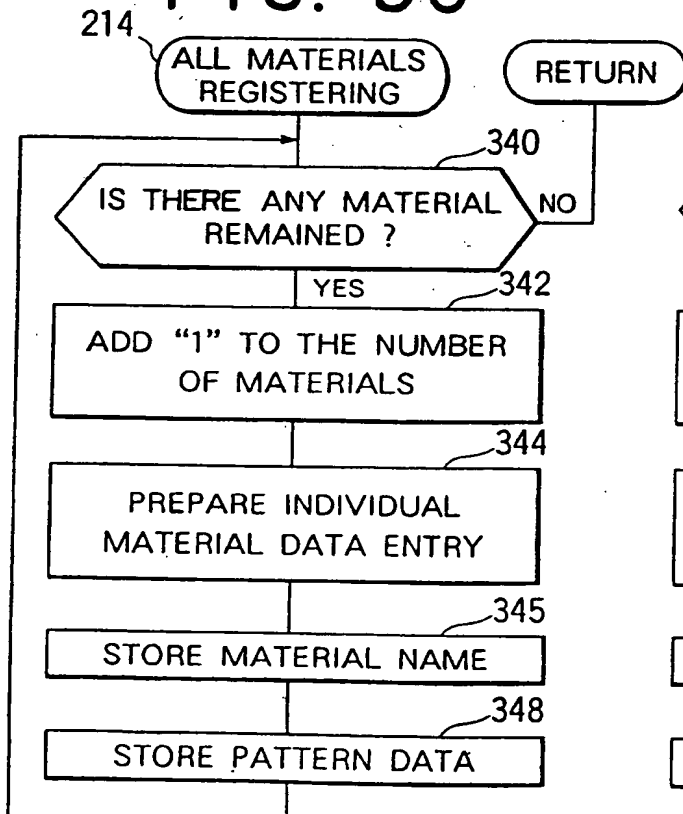 214
ALL MATERIALS
REGISTERING
RETURN
340
IS THERE ANY MATERIAL
REMAINED ?
NO
YES
342
ADD “1” TO THE NUMBER
OF MATERIALS
344
PREPARE INDIVIDUAL
MATERIAL DATA ENTRY
345
STORE MATERIAL NAME
348
STORE PATTERN DATA